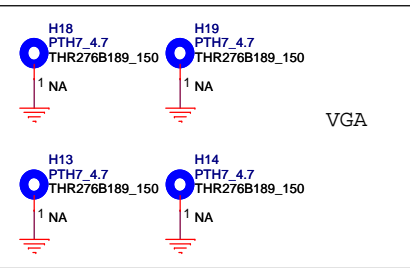 H18
PTH7_4.7
THR276B189_150
1
NA
H19
PTH7_4.7
THR276B189_150
1
NA
VGA
H13
PTH7_4.7
THR276B189_150
1
NA
H14
PTH7_4.7
THR276B189_150
1
NA